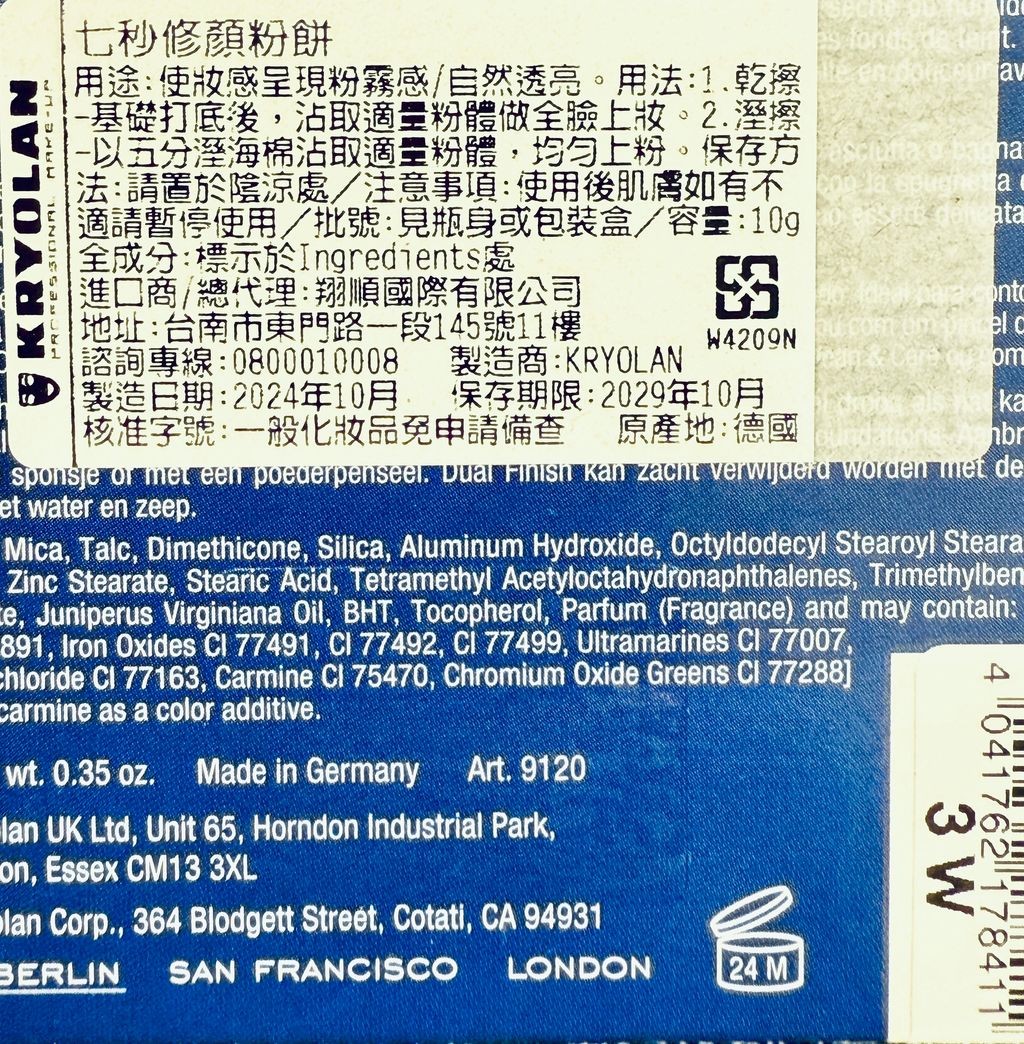 KRYOLAN
PROFESSIONAL MAKE-UP
七秒修顏粉餅
用途:使妝感呈現粉霧感/自然透亮。用法:1.乾擦
-基礎打底後，沾取適量粉體做全臉上妝。2.溼擦
-以五分溼海棉沾取適量粉體，均勻上粉。保存方
法:請置於陰涼處／注意事項:使用後肌膚如有不
適請暫停使用／批號:見瓶身或包裝盒／容量:10g
全成分:標示於Ingredients處
進口商/總代理:翔順國際有限公司
地址:台南市東門路一段145號11樓
W4209N
諮詢專線:0800010008 製造商:KRYOLAN
製造日期:2024年10月 保存期限:2029年10月
核准字號:一般化妝品免申請備查 原產地:德國
sponsje of met een poederpenseel. Dual Finish kan zacht verwijderd worden met de
et water en zeep.
Mica, Talc, Dimethicone, Silica, Aluminum Hydroxide, Octyldodecyl Stearoyl Steara
Zinc Stearate, Stearic Acid, Tetramethyl Acetyloctahydronaphthalenes, Trimethylben
te, Juniperus Virginiana Oil, BHT, Tocopherol, Parfum (Fragrance) and may contain:
891, Iron Oxides CI 77491, CI 77492, CI 77499, Ultramarines CI 77007,
chloride CI 77163, Carmine CI 75470, Chromium Oxide Greens CI 77288]
carmine as a color additive.
wt. 0.35 oz. Made in Germany Art. 9120
lan UK Ltd, Unit 65, Horndon Industrial Park,
on, Essex CM13 3XL
olan Corp., 364 Blodgett Street, Cotati, CA 94931
BERLIN SAN FRANCISCO LONDON
24 M
4 041762 178411
3 W